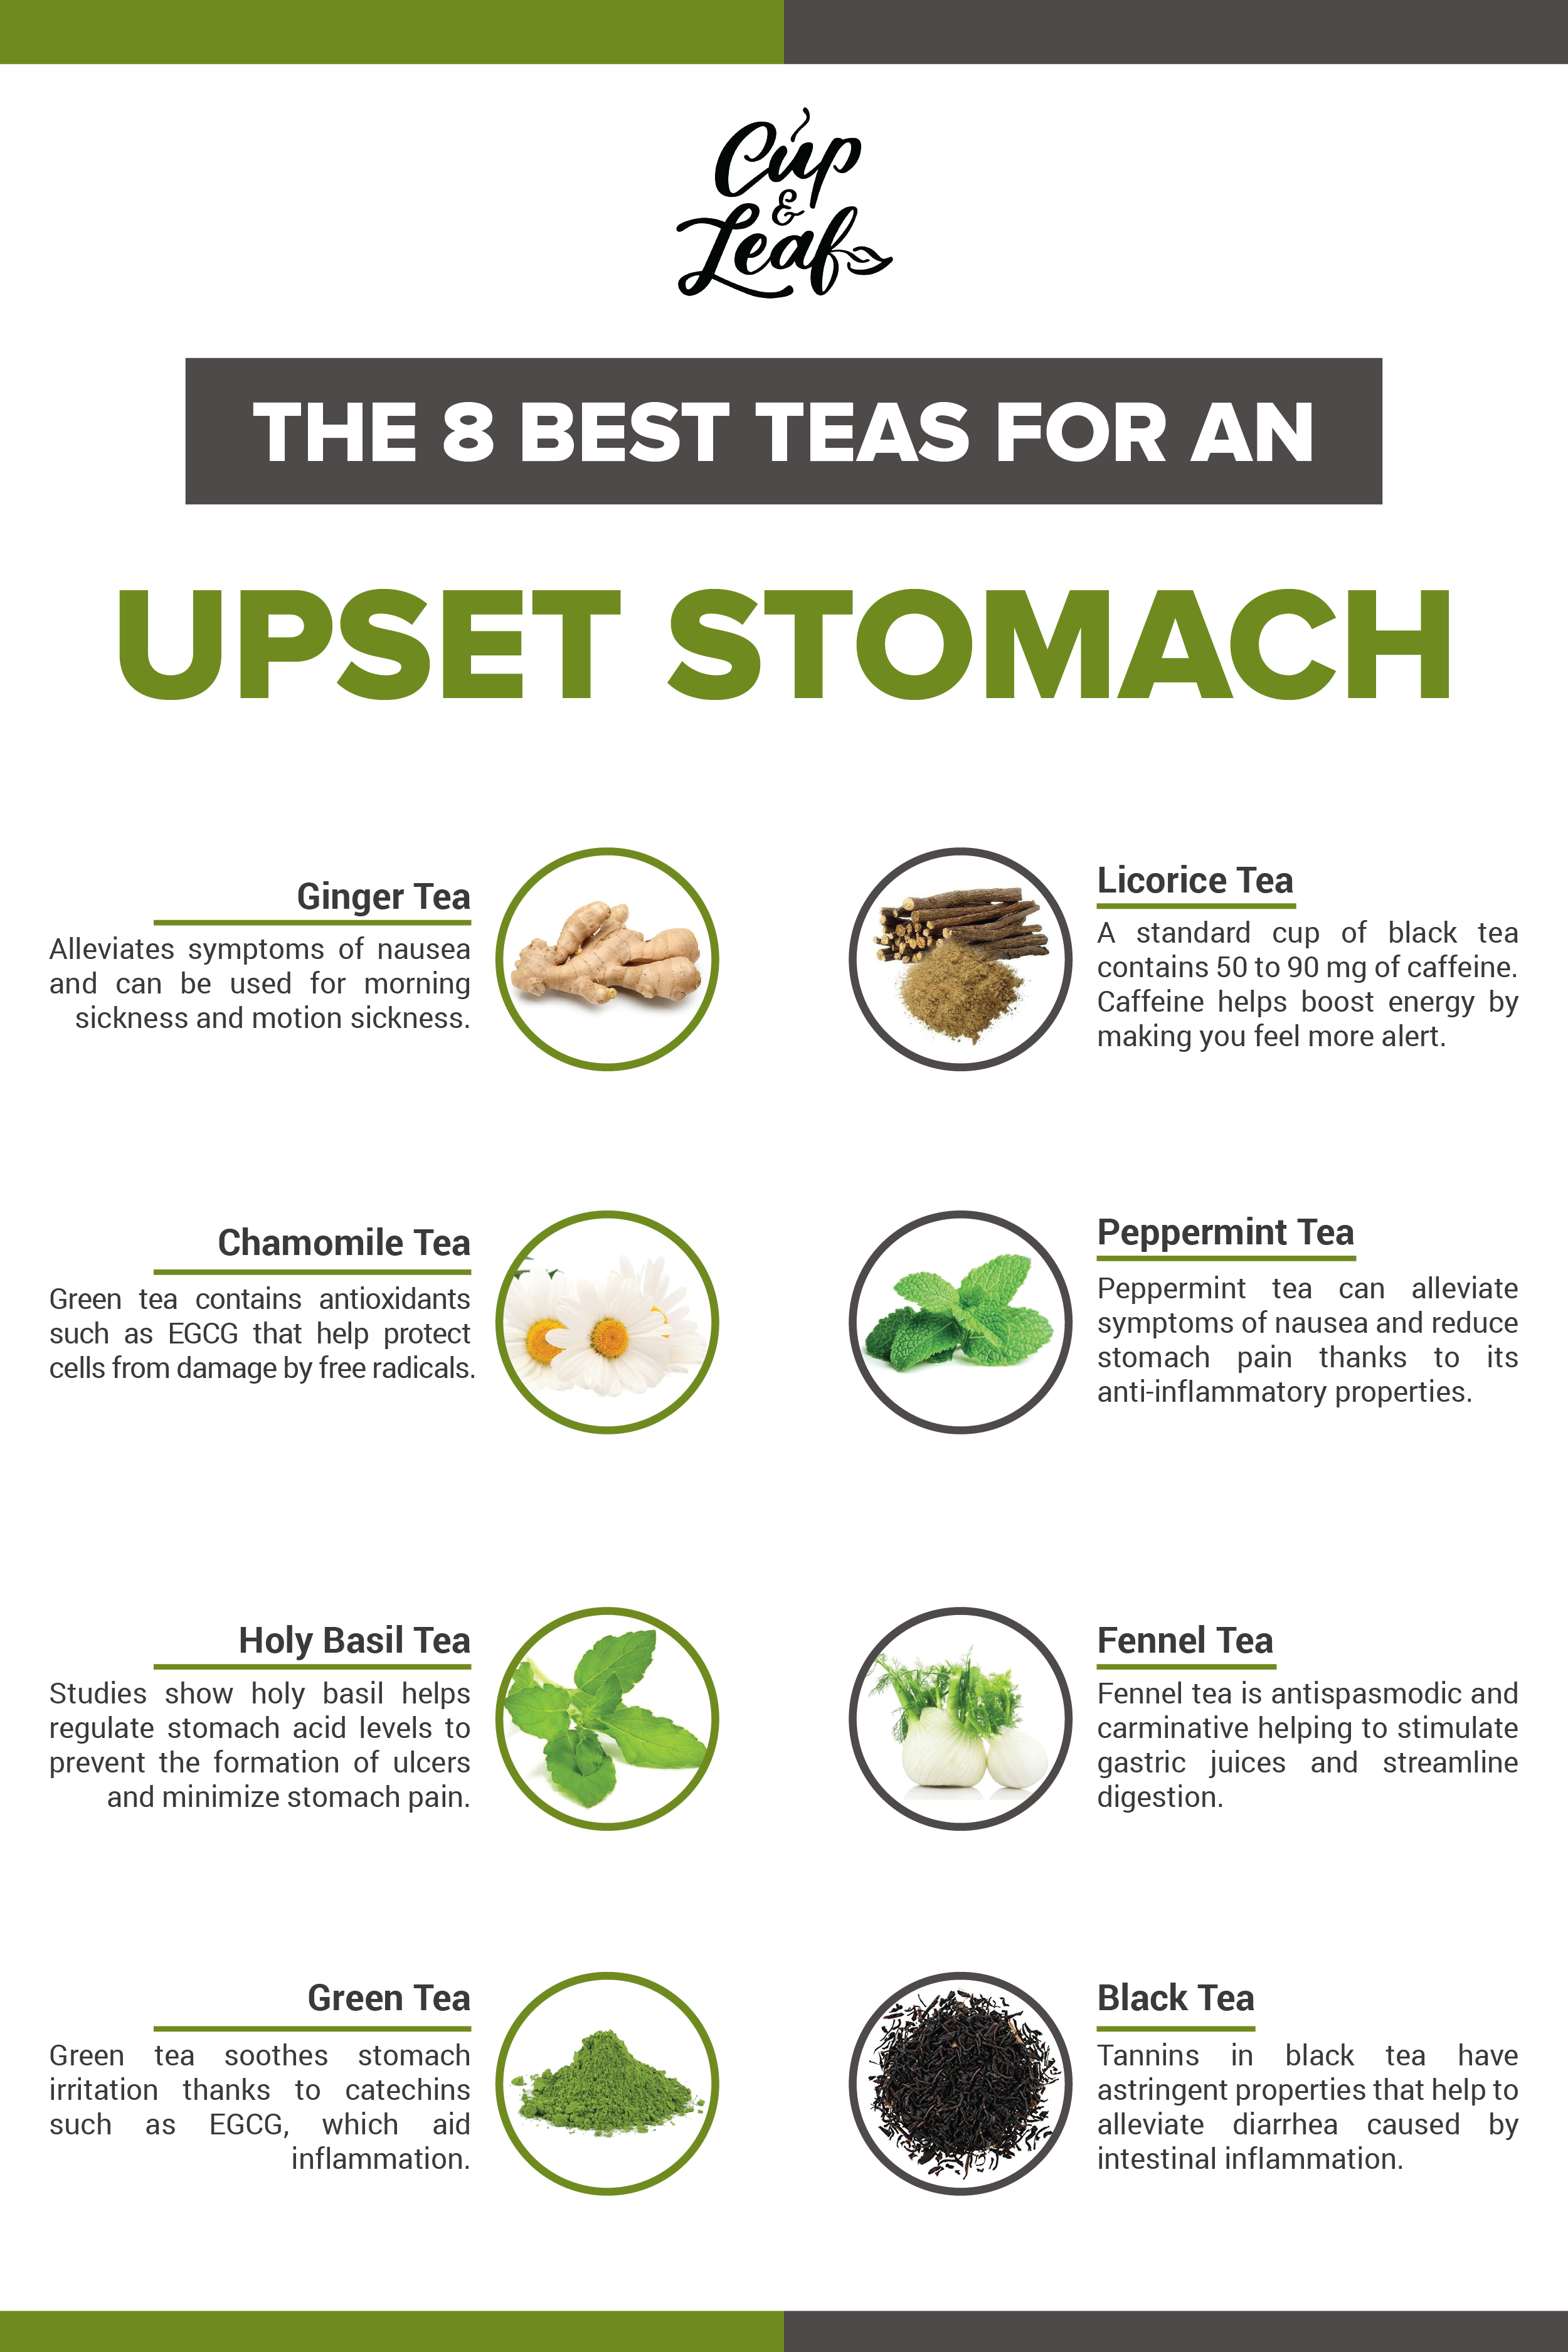 Cup
&
Leaf
THE 8 BEST TEAS FOR AN
UPSET STOMACH
Ginger Tea
Alleviates symptoms of nausea
and can be used for morning
sickness and motion sickness.
Licorice Tea
A standard cup of black tea
contains 50 to 90 mg of caffeine.
Caffeine helps boost energy by
making you feel more alert.
Chamomile Tea
Green tea contains antioxidants
such as EGCG that help protect
cells from damage by free radicals.
Peppermint Tea
Peppermint tea can alleviate
symptoms of nausea and reduce
stomach pain thanks to its
anti-inflammatory properties.
Holy Basil Tea
Studies show holy basil helps
regulate stomach acid levels to
prevent the formation of ulcers
and minimize stomach pain.
Fennel Tea
Fennel tea is antispasmodic and
carminative helping to stimulate
gastric juices and streamline
digestion.
Green Tea
Green tea soothes stomach
irritation thanks to catechins
such as EGCG, which aid
inflammation.
Black Tea
Tannins in black tea have
astringent properties that help to
alleviate diarrhea caused by
intestinal inflammation.